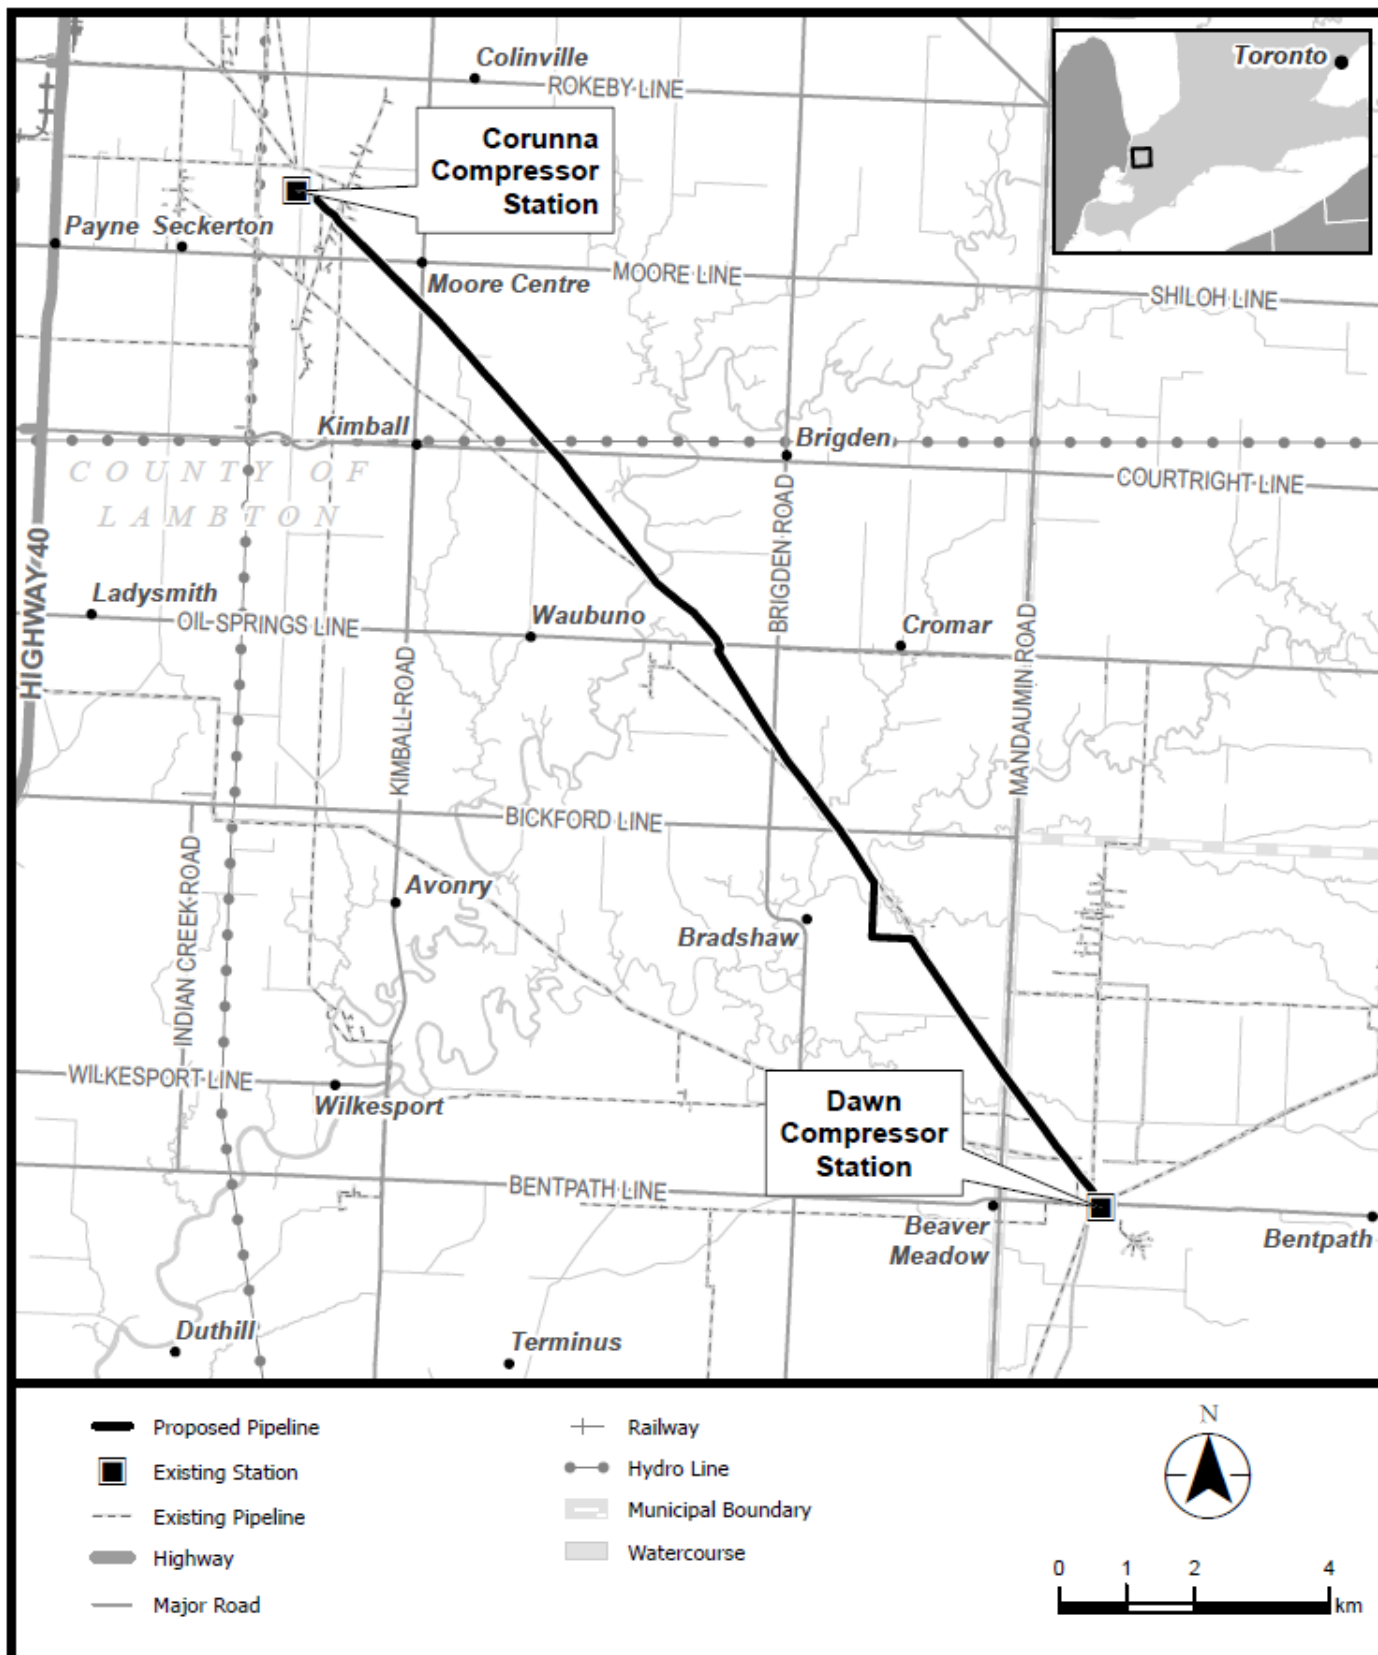 Toronto
Colinville
ROKEBY LINE
Corunna
Compressor
Station
Payne
Seckerton
Moore Centre
MOORE LINE
SHILOH LINE
Kimball
Brigden
COURTRIGHT LINE
COUNTY OF
LAMBTON
HIGHWAY 40
BRIGDEN ROAD
Ladysmith
OIL SPRINGS LINE
Waubuno
Cromar
MANDAUMIN ROAD
KIMBALL ROAD
BICKFORD LINE
INDIAN CREEK ROAD
Avonry
Bradshaw
WILKESPORT LINE
Wilkesport
Dawn
Compressor
Station
BENTPATH LINE
Beaver
Meadow
Bentpath
Duthill
Terminus
Proposed Pipeline
Existing Station
Existing Pipeline
Highway
Major Road
Railway
Hydro Line
Municipal Boundary
Watercourse
N
0 1 2 4
km